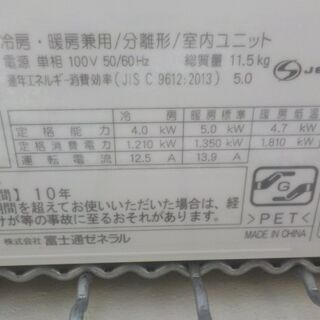 冷房・暖房兼用/分離形/室内ユニット
電源 単相 100V 50/60Hz 総質量 11.5kg
通年エネルギー消費効率(JIS C 9612:2013) 5.0
冷 房 暖房標準 暖房低温
定格能力 4.0 kW 5.0 kW 4.7 kW
定格消費電力 1.210 kW 1.350 kW 1.810 kW
運転電流 12.5 A 13.9 A
間】10年
期間を超えてお使いいただいた場合は、経
けが等の事故に至るおそれがあります。
G
>PET<
株式会社 富士通ゼネラル MADE IN CHINA